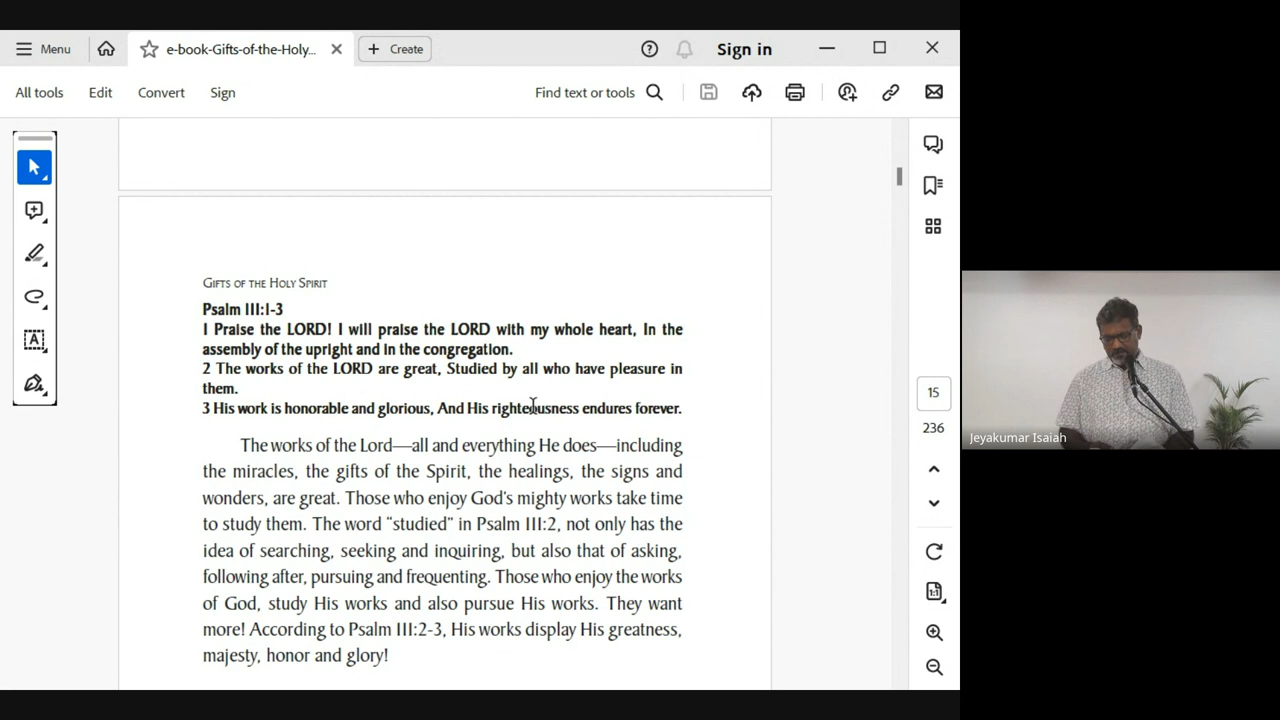 Menu
e-book-Gifts-of-the-Holy...
Create
Sign in
All tools
Edit
Convert
Sign
Find text or tools
GIFTS OF THE HOLY SPIRIT
Psalm III:1-3
I Praise the LORD! I will praise the LORD with my whole heart, In the
assembly of the upright and in the congregation.
2 The works of the LORD are great, Studied by all who have pleasure in
them.
3 His work is honorable and glorious, And His righteousness endures forever.
The works of the Lord—all and everything He does—including
the miracles, the gifts of the Spirit, the healings, the signs and
wonders, are great. Those who enjoy God's mighty works take time
to study them. The word "studied" in Psalm III:2, not only has the
idea of searching, seeking and inquiring, but also that of asking,
following after, pursuing and frequenting. Those who enjoy the works
of God, study His works and also pursue His works. They want
more! According to Psalm III:2-3, His works display His greatness,
majesty, honor and glory!
15
236
1:1
Jeyakumar Isaiah